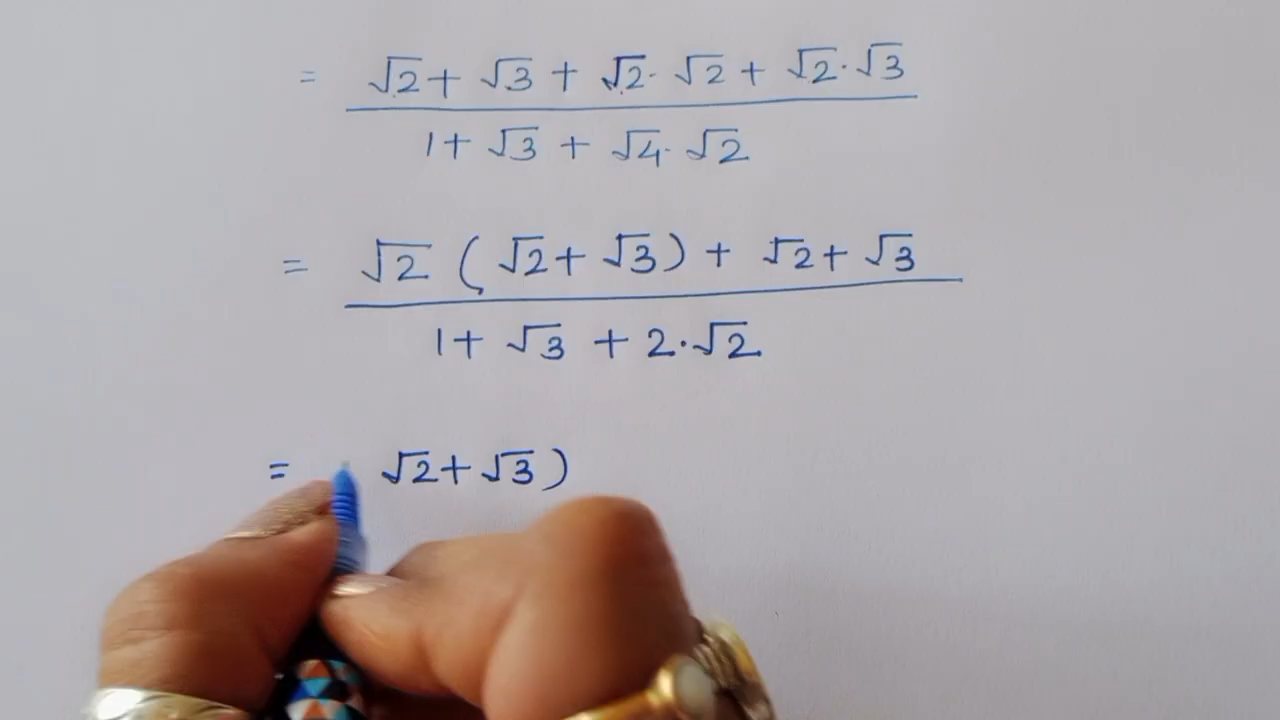 = √2 + √3 + √2· √2 + √2·√3
1 + √3 + √4· √2
= √2 ( √2 + √3 ) + √2 + √3
1 + √3 + 2·√2
= √2 + √3 )